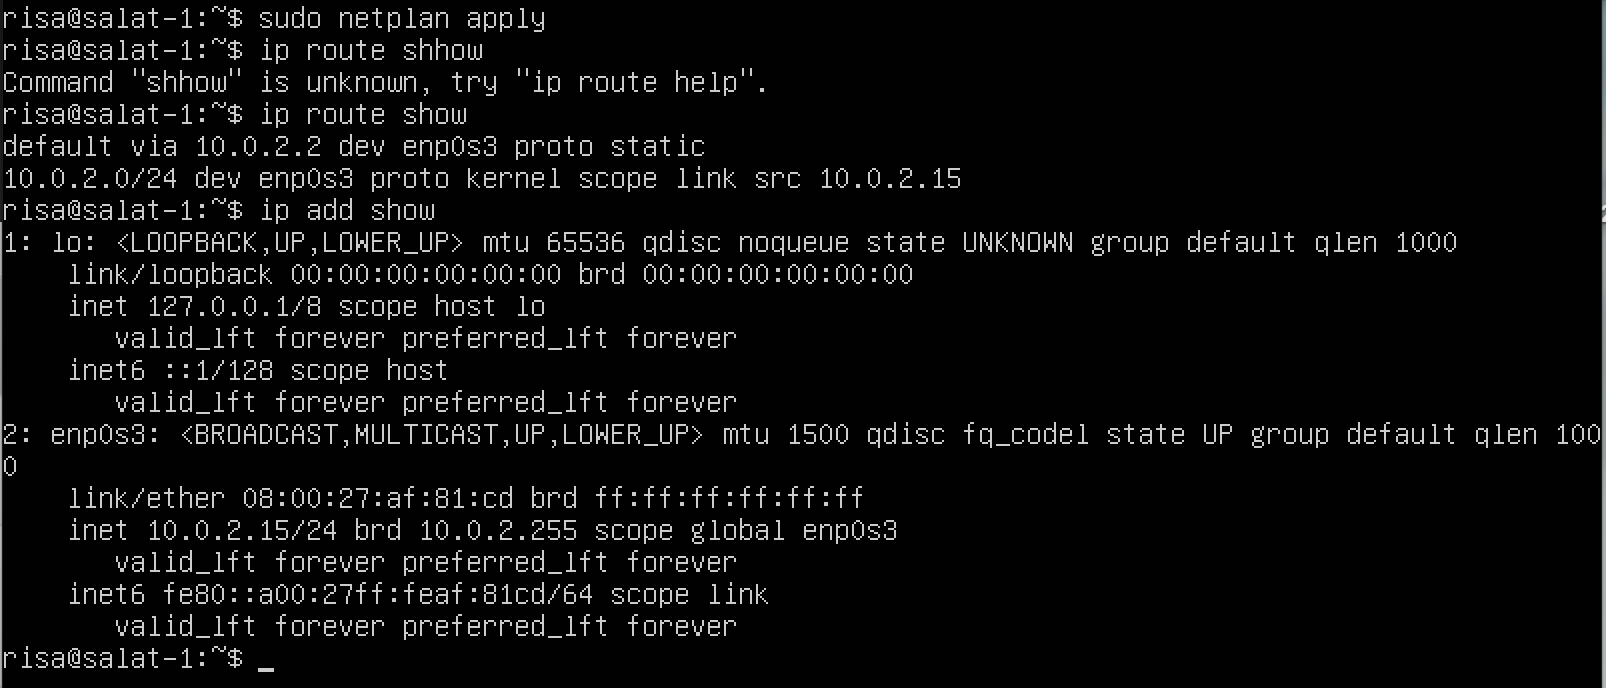 risa@salat-1:~$ sudo netplan apply
risa@salat-1:~$ ip route shhow
Command "shhow" is unknown, try "ip route help".
risa@salat-1:~$ ip route show
default via 10.0.2.2 dev enp0s3 proto static
10.0.2.0/24 dev enp0s3 proto kernel scope link src 10.0.2.15
risa@salat-1:~$ ip add show
1: lo: <LOOPBACK,UP,LOWER_UP> mtu 65536 qdisc noqueue state UNKNOWN group default qlen 1000
    link/loopback 00:00:00:00:00:00 brd 00:00:00:00:00:00
    inet 127.0.0.1/8 scope host lo
       valid_lft forever preferred_lft forever
    inet6 ::1/128 scope host
       valid_lft forever preferred_lft forever
2: enp0s3: <BROADCAST,MULTICAST,UP,LOWER_UP> mtu 1500 qdisc fq_codel state UP group default qlen 100
0
    link/ether 08:00:27:af:81:cd brd ff:ff:ff:ff:ff:ff
    inet 10.0.2.15/24 brd 10.0.2.255 scope global enp0s3
       valid_lft forever preferred_lft forever
    inet6 fe80::a00:27ff:feaf:81cd/64 scope link
       valid_lft forever preferred_lft forever
risa@salat-1:~$ _